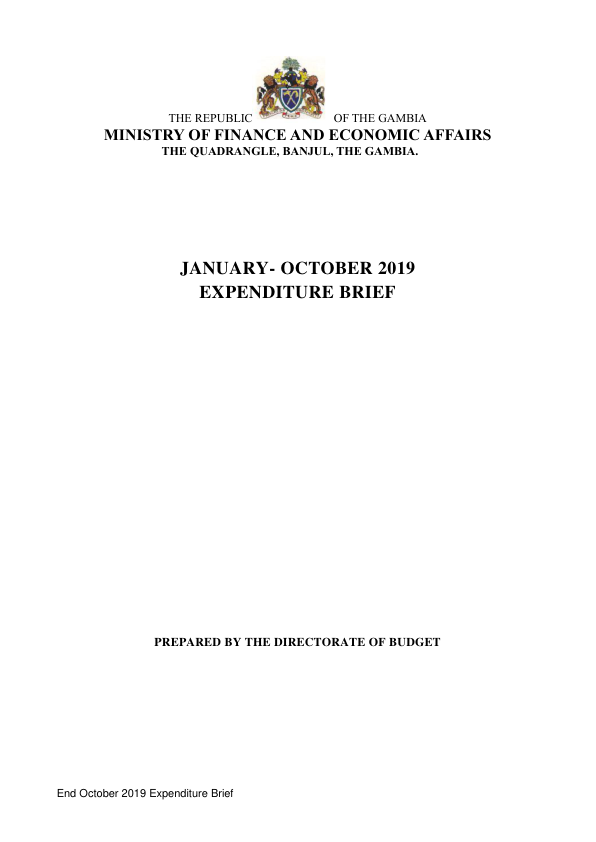 THE REPUBLIC OF THE GAMBIA
MINISTRY OF FINANCE AND ECONOMIC AFFAIRS
THE QUADRANGLE, BANJUL, THE GAMBIA.
JANUARY- OCTOBER 2019
EXPENDITURE BRIEF
PREPARED BY THE DIRECTORATE OF BUDGET
End October 2019 Expenditure Brief